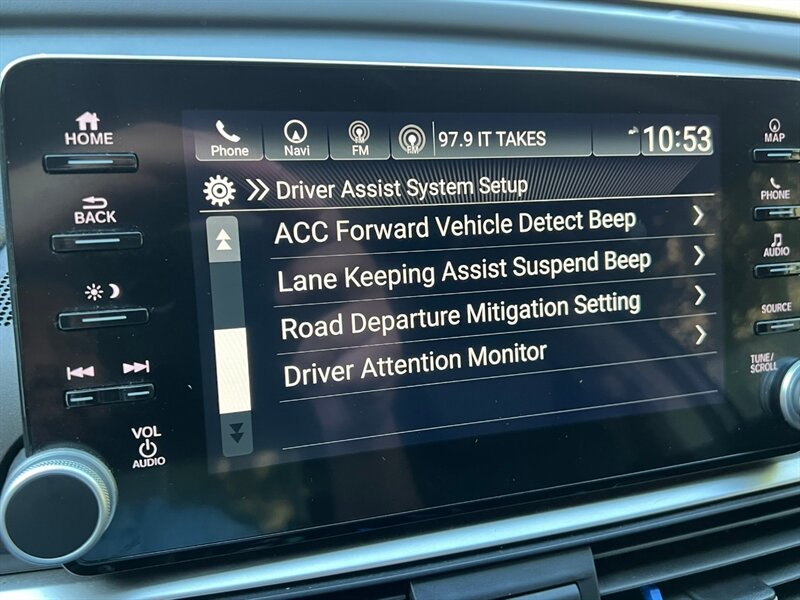 HOME
BACK
VOL
AUDIO
Phone
Navi
FM
FM
97.9 IT TAKES
10:53
Driver Assist System Setup
ACC Forward Vehicle Detect Beep
Lane Keeping Assist Suspend Beep
Road Departure Mitigation Setting
Driver Attention Monitor
MAP
PHONE
AUDIO
SOURCE
TUNE/
SCROLL